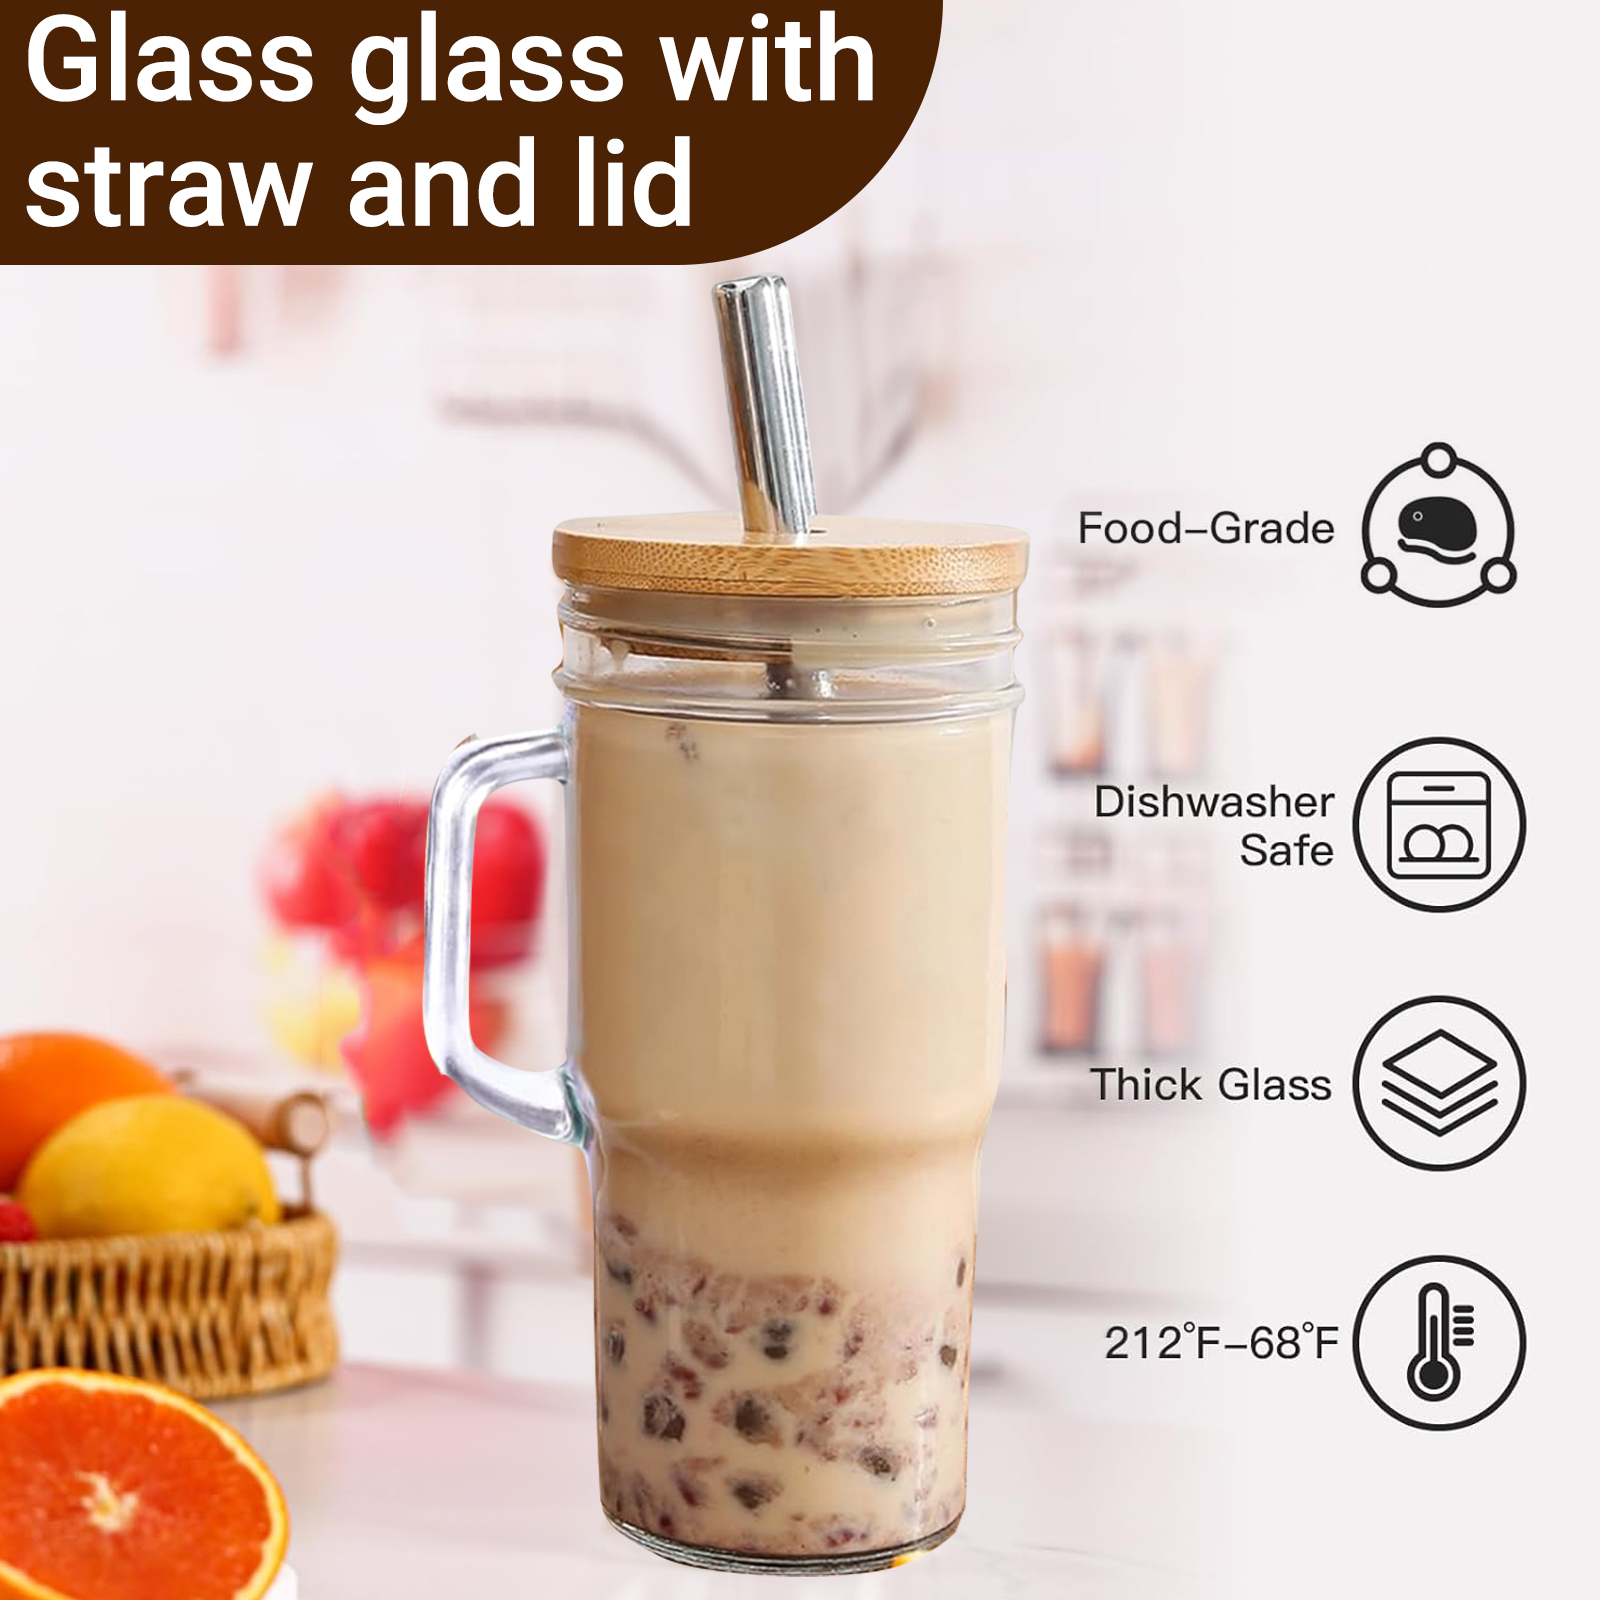 Glass glass with
straw and lid
Food-Grade
Dishwasher
Safe
Thick Glass
212°F-68°F